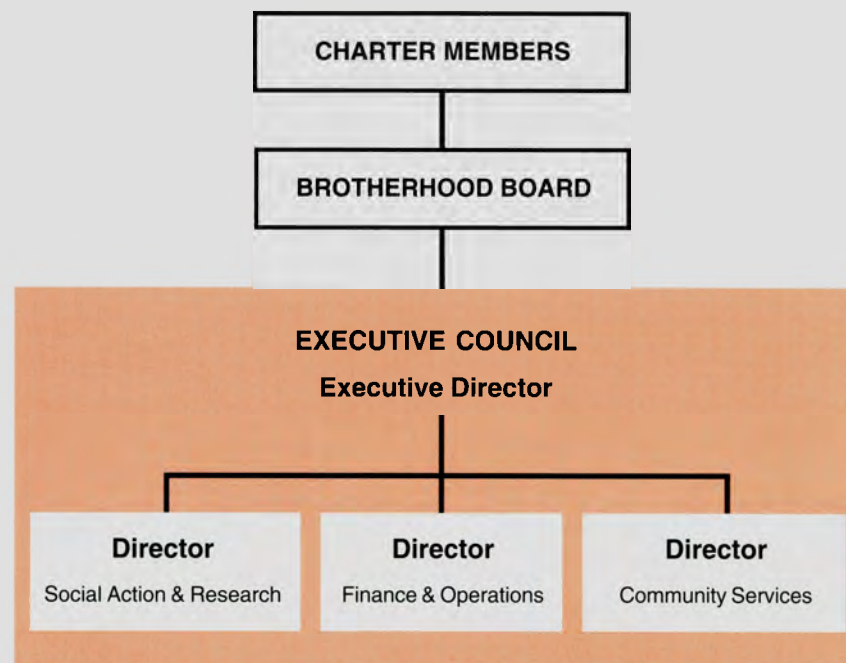 CHARTER MEMBERS
BROTHERHOOD BOARD
EXECUTIVE COUNCIL
Executive Director
Director
Social Action & Research
Director
Finance & Operations
Director
Community Services